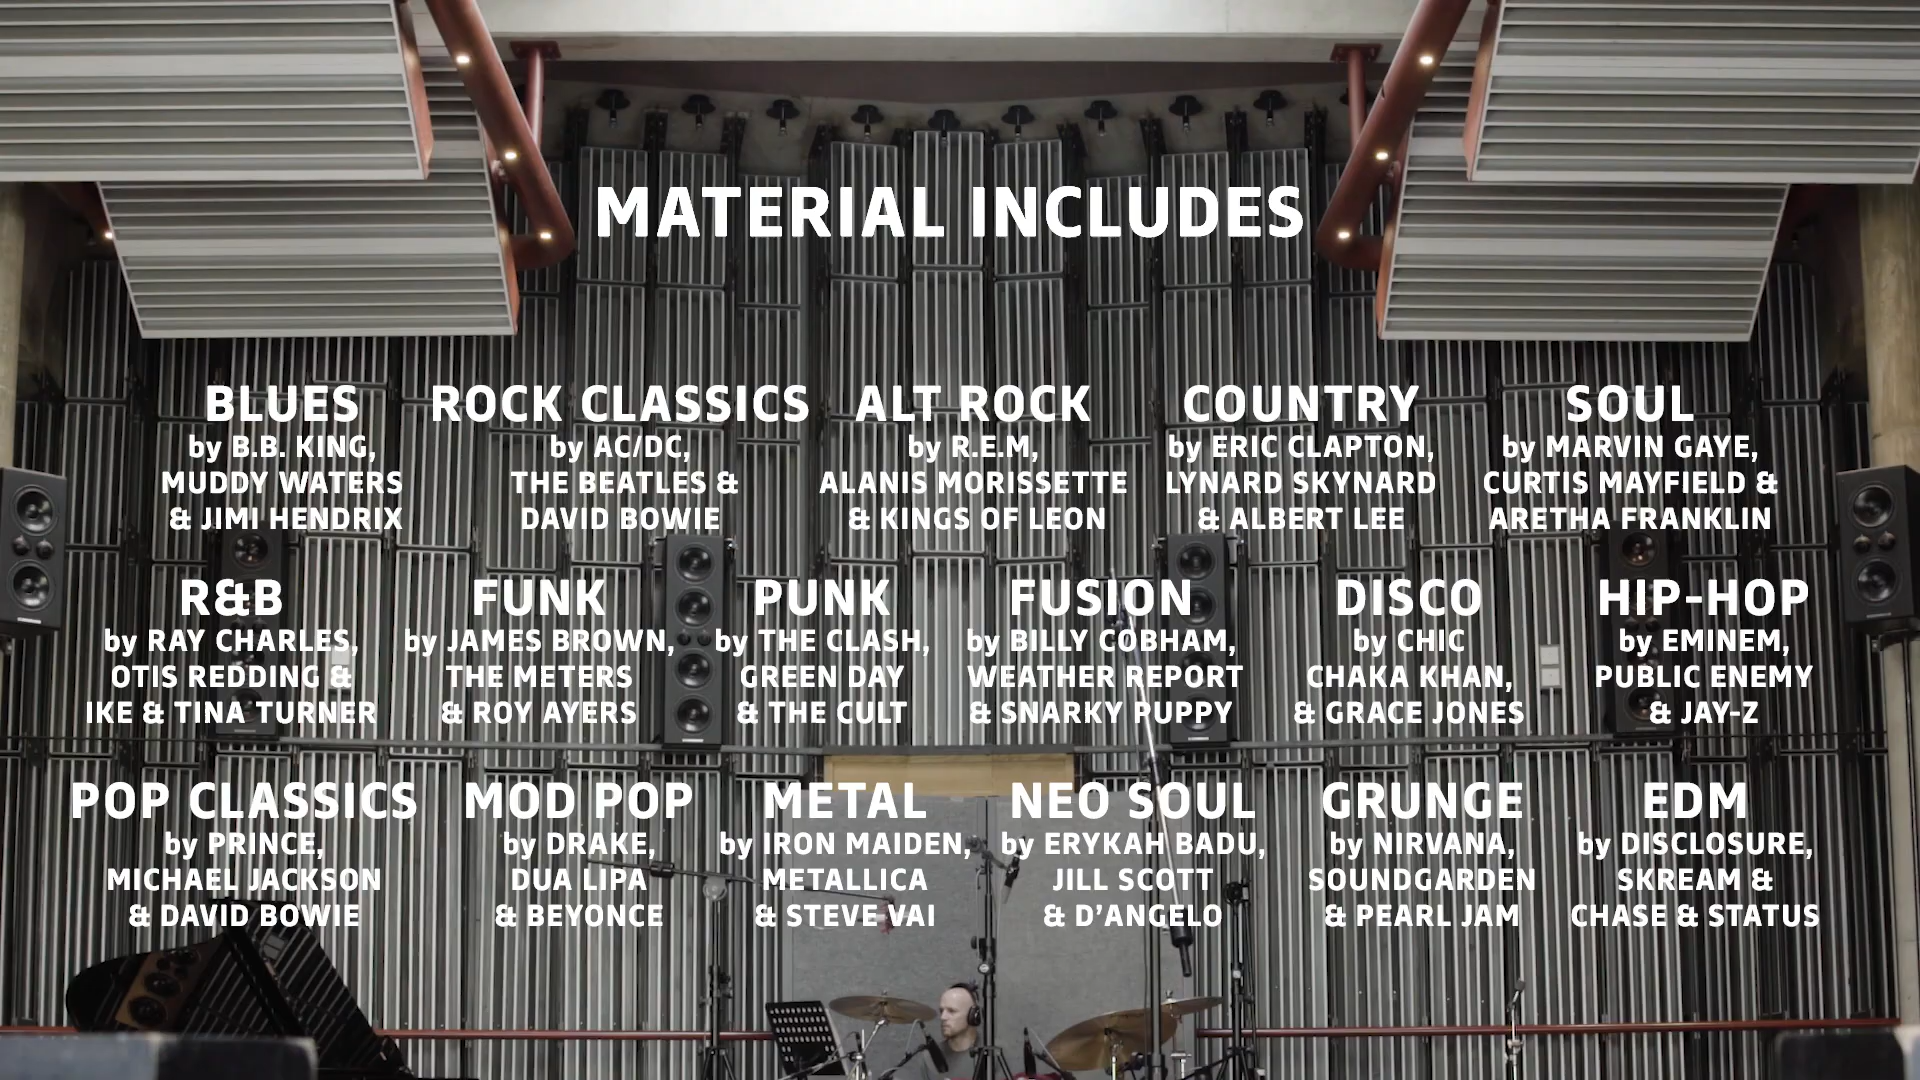 MATERIAL INCLUDES
BLUES
by B.B. KING,
MUDDY WATERS
& JIMI HENDRIX
ROCK CLASSICS
by AC/DC,
THE BEATLES &
DAVID BOWIE
ALT ROCK
by R.E.M,
ALANIS MORISSETTE
& KINGS OF LEON
COUNTRY
by ERIC CLAPTON,
LYNARD SKYNARD
& ALBERT LEE
SOUL
by MARVIN GAYE,
CURTIS MAYFIELD &
ARETHA FRANKLIN
R&B
by RAY CHARLES,
OTIS REDDING &
IKE & TINA TURNER
FUNK
by JAMES BROWN,
THE METERS
& ROY AYERS
PUNK
by THE CLASH,
GREEN DAY
& THE CULT
FUSION
by BILLY COBHAM,
WEATHER REPORT
& SNARKY PUPPY
DISCO
by CHIC
CHAKA KHAN,
& GRACE JONES
HIP-HOP
by EMINEM,
PUBLIC ENEMY
& JAY-Z
POP CLASSICS
by PRINCE,
MICHAEL JACKSON
& DAVID BOWIE
MOD POP
by DRAKE,
DUA LIPA
& BEYONCE
METAL
by IRON MAIDEN,
METALLICA
& STEVE VAI
NEO SOUL
by ERYKAH BADU,
JILL SCOTT
& D'ANGELO
GRUNGE
by NIRVANA,
SOUNDGARDEN
& PEARL JAM
EDM
by DISCLOSURE,
SKREAM &
CHASE & STATUS